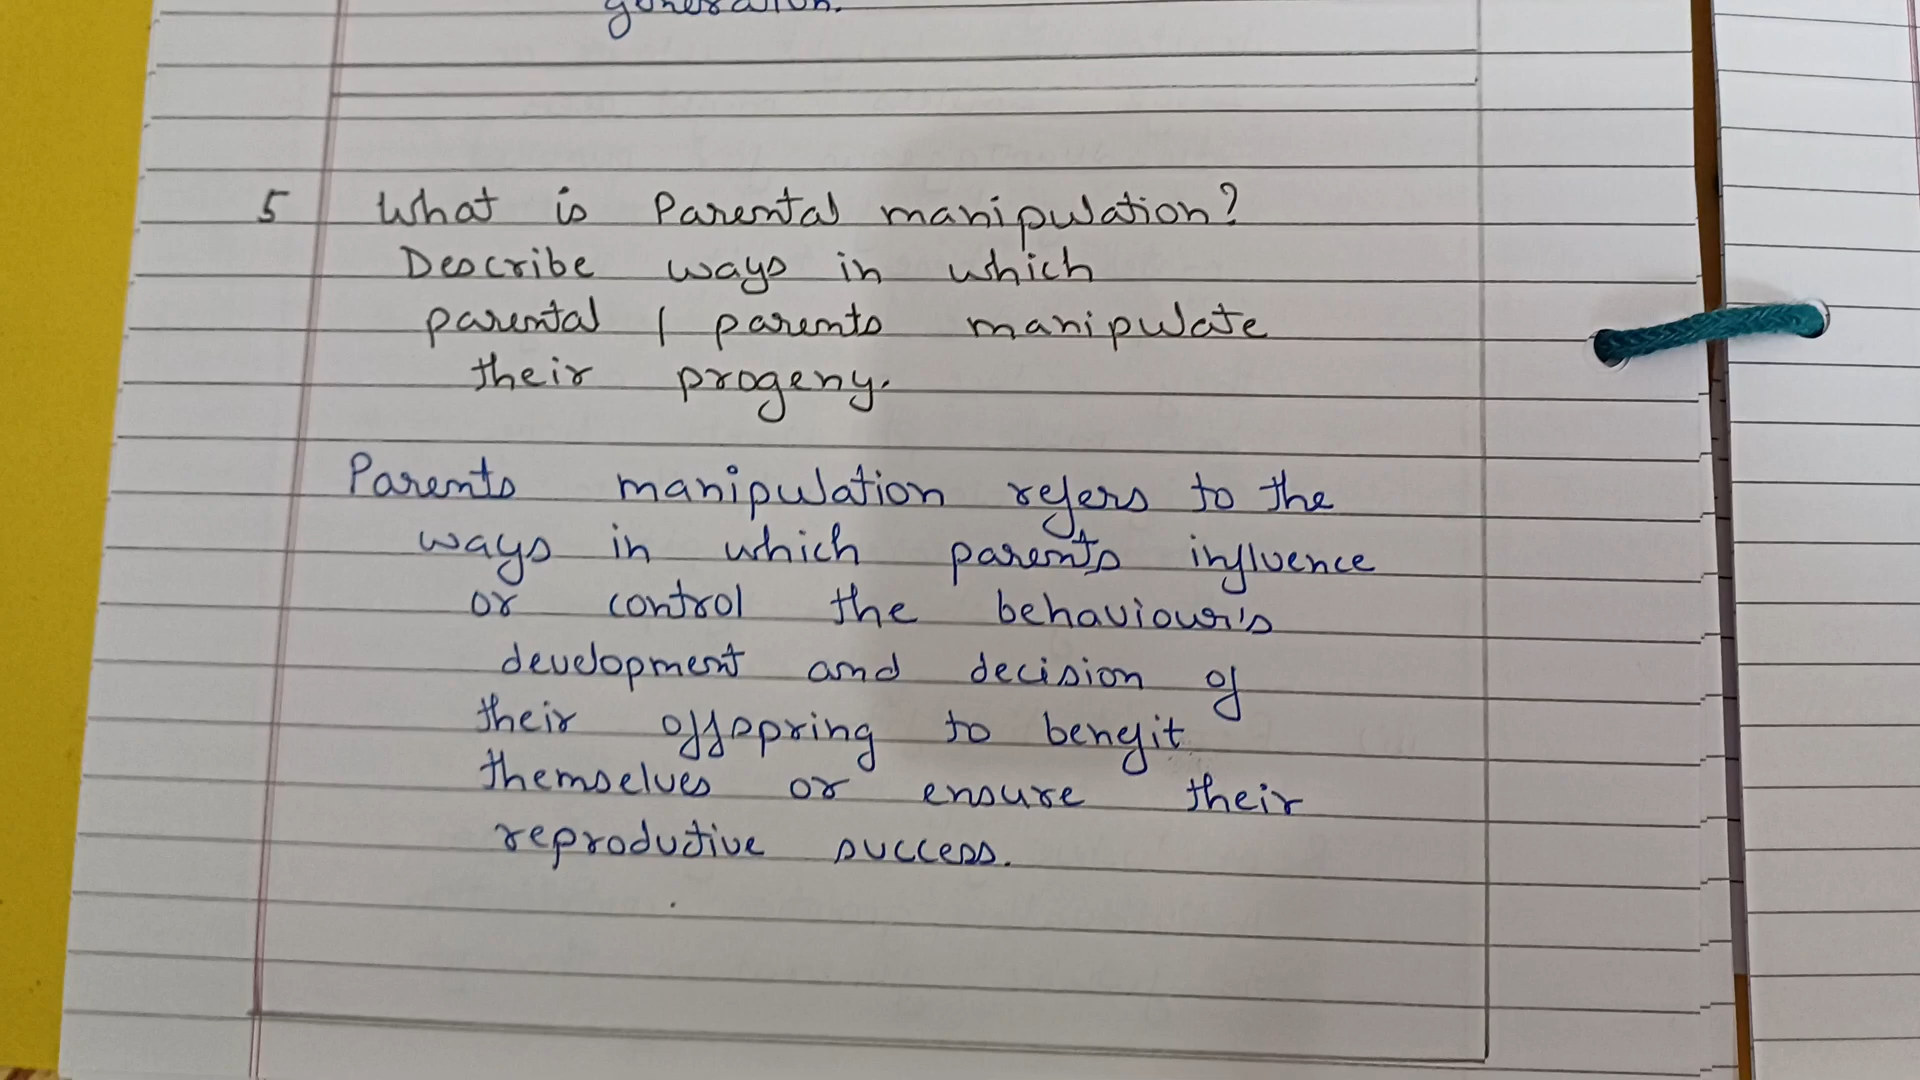 generation.
5 What is Parental manipulation?
Describe ways in which
parental / parents manipulate
their progeny.
Parents manipulation refers to the
ways in which parents influence
or control the behaviour's
development and decision of
their offspring to benefit
themselves or ensure their
reproductive success.